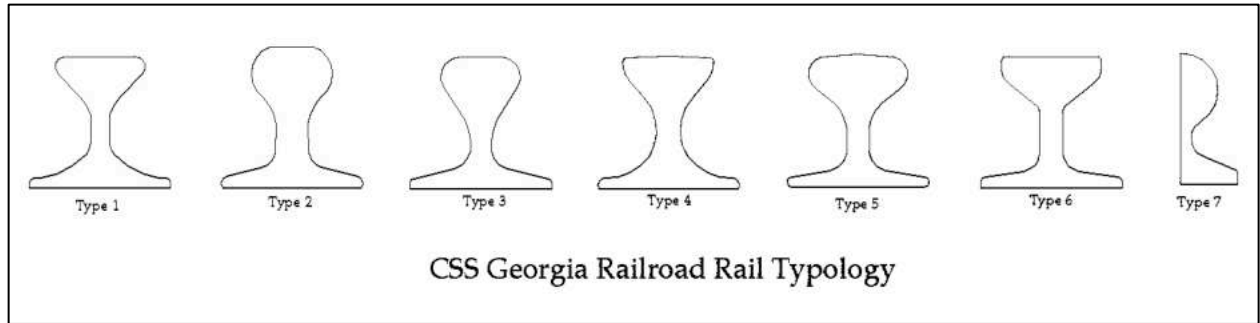 Type 1
Type 2
Type 3
Type 4
Type 5
Type 6
Type 7
CSS Georgia Railroad Rail Typology